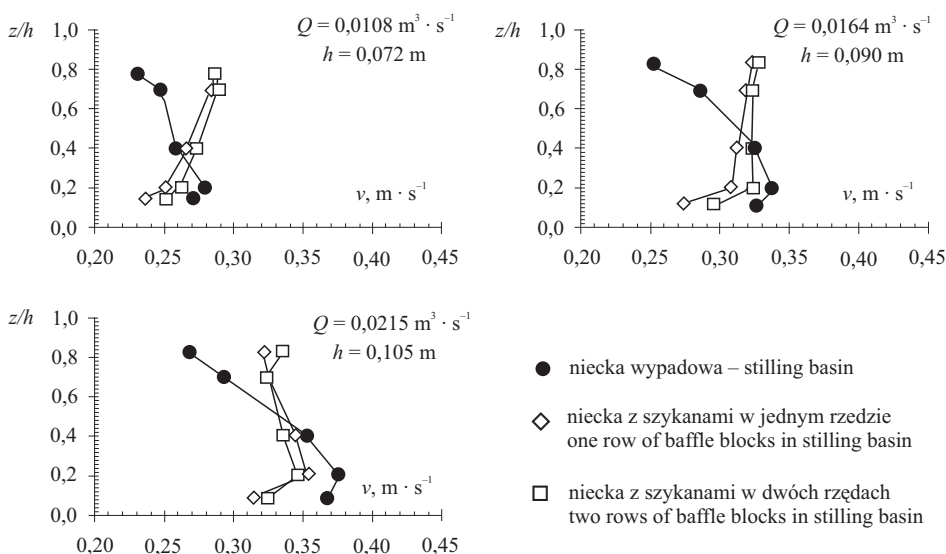 z/h 1,0
Q = 0,0108 m³ · s⁻¹
h = 0,072 m
0,8
0,6
0,4
0,2
v, m · s⁻¹
0,0
0,20 0,25 0,30 0,35 0,40 0,45
z/h 1,0
Q = 0,0164 m³ · s⁻¹
h = 0,090 m
0,8
0,6
0,4
0,2
v, m · s⁻¹
0,0
0,20 0,25 0,30 0,35 0,40 0,45
z/h 1,0
Q = 0,0215 m³ · s⁻¹
h = 0,105 m
0,8
0,6
0,4
0,2
v, m · s⁻¹
0,0
0,20 0,25 0,30 0,35 0,40 0,45
niecka wypadowa – stilling basin
niecka z szykanami w jednym rzedzie
one row of baffle blocks in stilling basin
niecka z szykanami w dwóch rzędach
two rows of baffle blocks in stilling basin